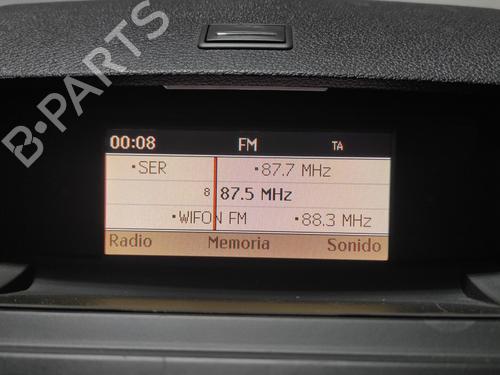 B-PARTS
00:08 FM TA
•SER •87.7 MHz
8 87.5 MHz
•WIFON FM •88.3 MHz
Radio Memoria Sonido